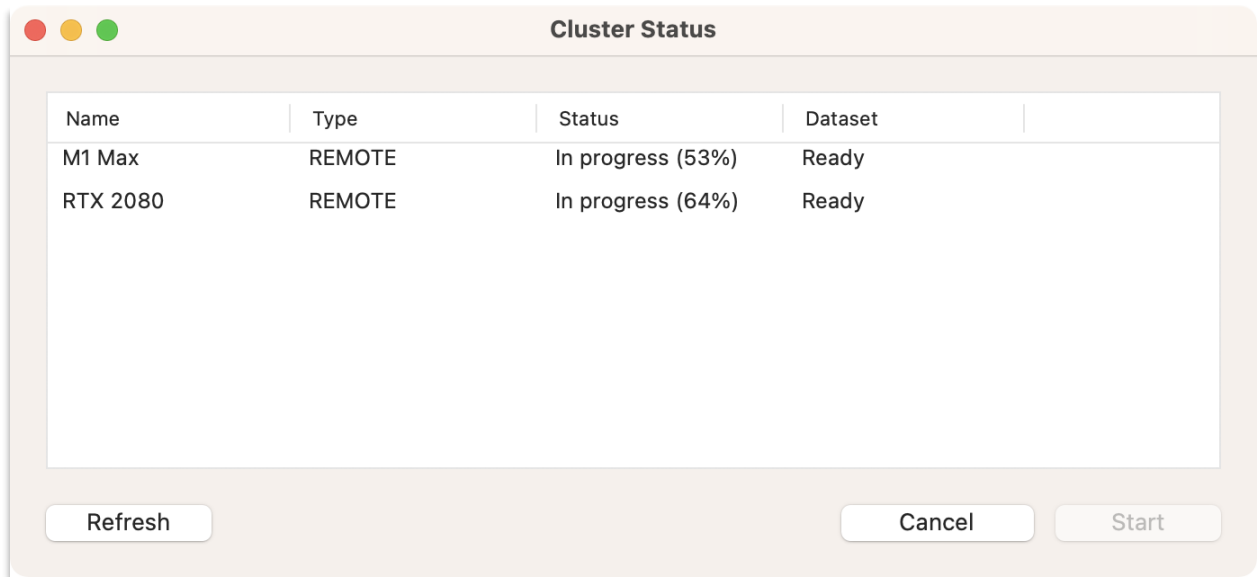 Cluster Status
Name Type Status Dataset
M1 Max REMOTE In progress (53%) Ready
RTX 2080 REMOTE In progress (64%) Ready
Refresh Cancel Start